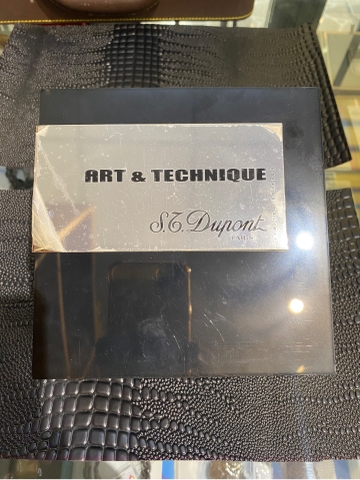 ART & TECHNIQUE
S.T. Dupont
PARIS